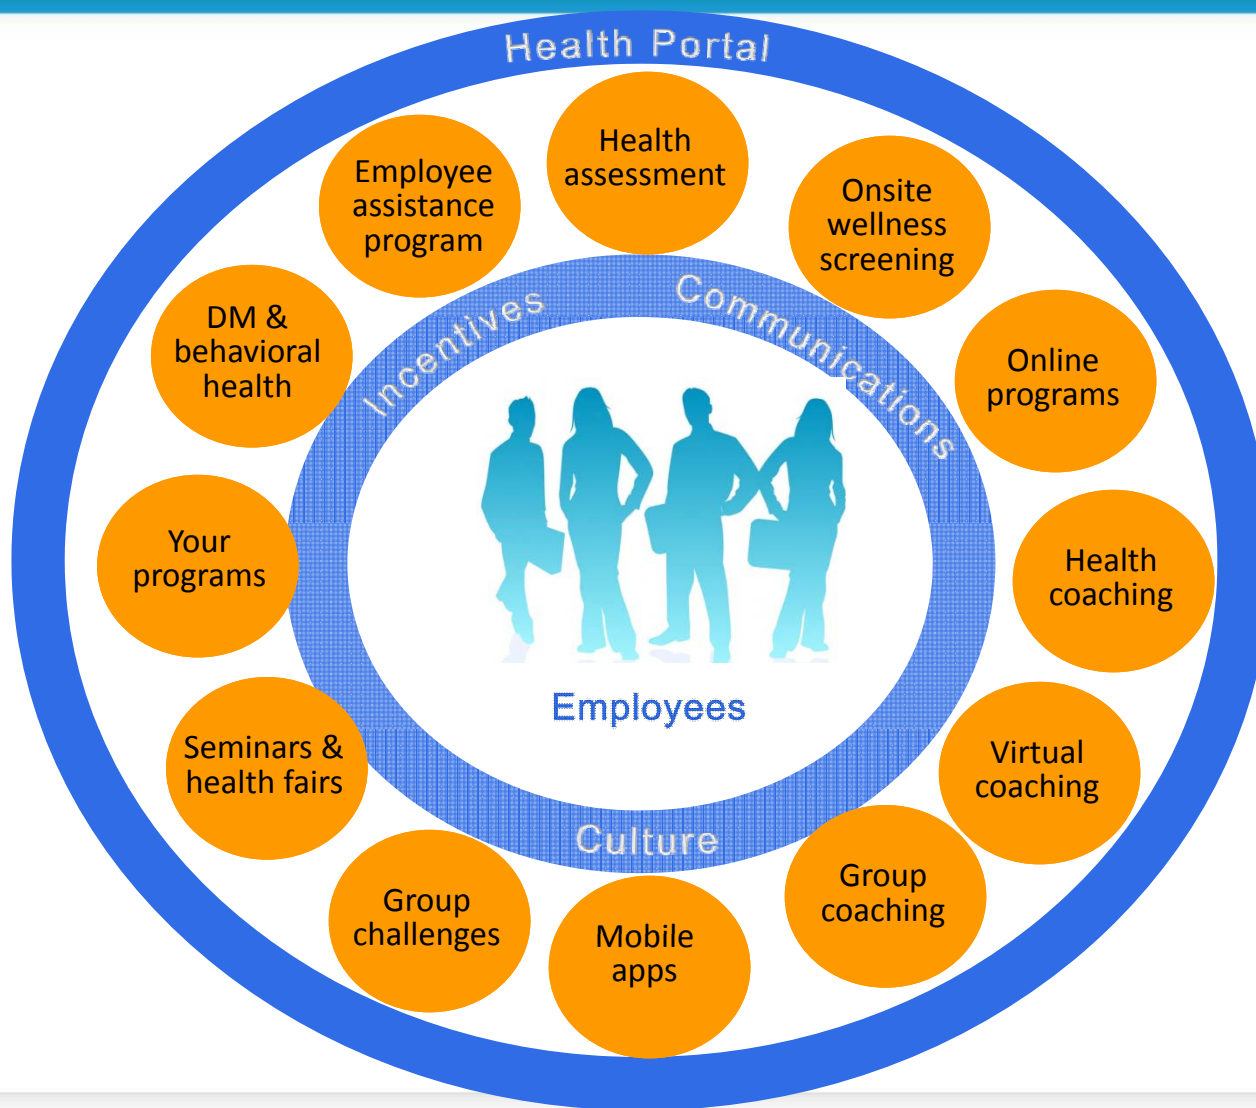 Health Portal
Health
assessment
Onsite
wellness
screening
Online
programs
Health
coaching
Virtual
coaching
Group
coaching
Mobile
apps
Group
challenges
Seminars &
health fairs
Your
programs
DM &
behavioral
health
Employee
assistance
program
Incentives
Communications
Culture
Employees